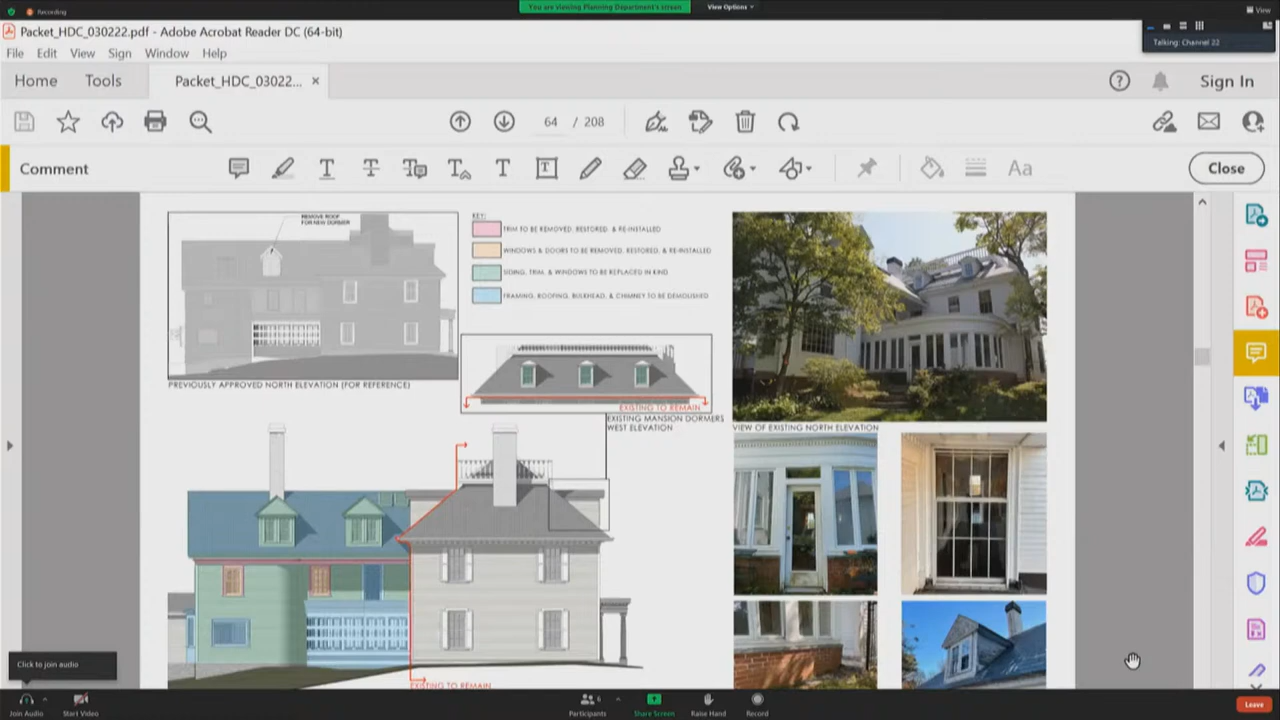 Recording
You are viewing Planning Department's screen
View Options
View
Packet_HDC_030222.pdf - Adobe Acrobat Reader DC (64-bit)
Talking: Channel 22
File Edit View Sign Window Help
Home Tools Packet_HDC_03022... × Sign In
64 / 208
Comment
Close
REMOVE ROOF
FOR NEW DORMER
KEY:
TRIM TO BE REMOVED, RESTORED, & RE-INSTALLED
WINDOWS & DOORS TO BE REMOVED, RESTORED, & RE-INSTALLED
SIDING, TRIM, & WINDOWS TO BE REPLACED IN KIND
FRAMING, ROOFING, BULKHEAD, & CHIMNEY TO BE DEMOLISHED
PREVIOUSLY APPROVED NORTH ELEVATION (FOR REFERENCE)
EXISTING TO REMAIN
EXISTING MANSION DORMERS
WEST ELEVATION
VIEW OF EXISTING NORTH ELEVATION
EXISTING TO REMAIN
Click to join audio
Join Audio
Start Video
Participants 6
Share Screen
Raise Hand
Record
Leave